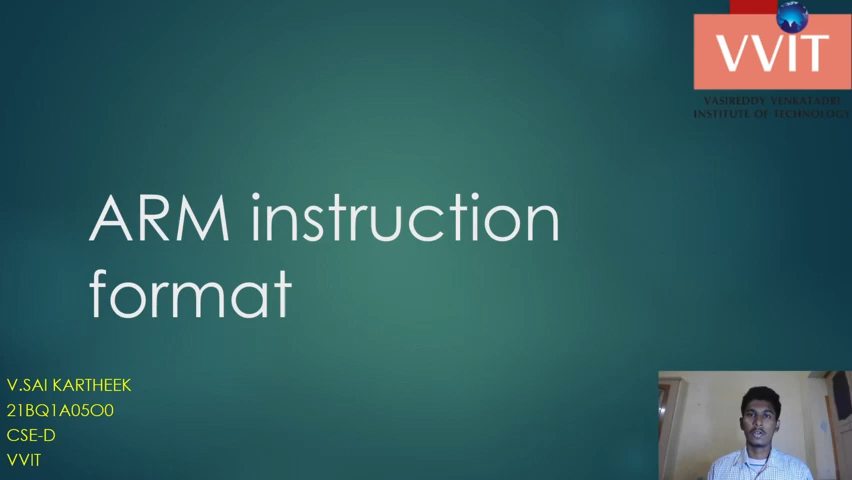 VVIT
VASIREDDY VENKATADRI
INSTITUTE OF TECHNOLOGY
ARM instruction
format
V.SAI KARTHEEK
21BQ1A05O0
CSE-D
VVIT